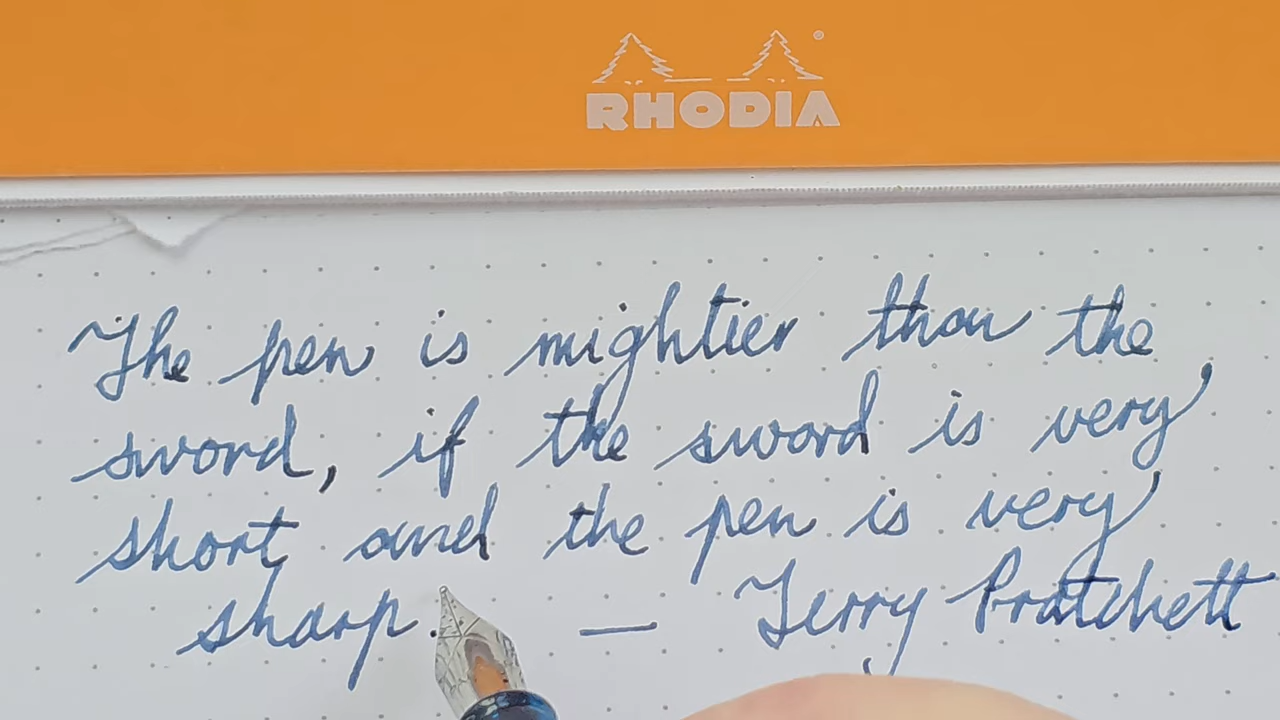 RHODIA
The pen is mightier than the
sword, if the sword is very
short and the pen is very
sharp. — Terry Pratchett